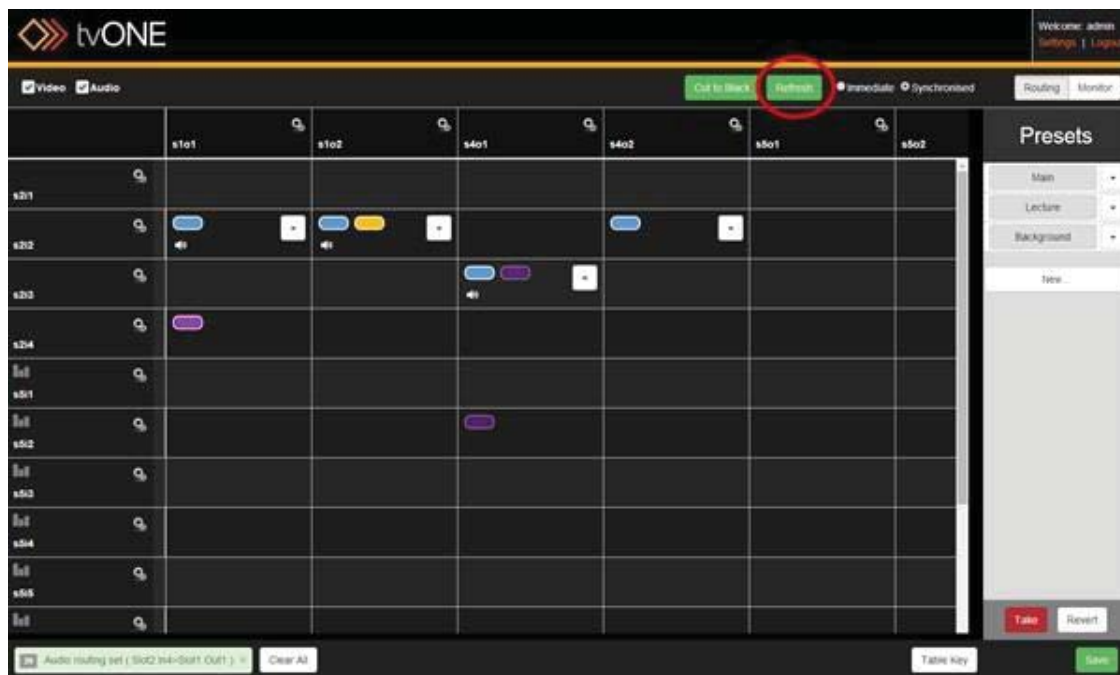 tvONE
Welcome: admin
Settings | Logout
Video Audio
Cut to Black Refresh Immediate Synchronised Routing Monitor
s1o1 s1o2 s4o1 s4o2 s5o1 s5o2
Presets
s2i1
Main
Lecture
s2i2
Background
s2i3
New...
s2i4
s5i1
s5i2
s5i3
s5i4
s5i5
Take Revert
Audio routing set ( Slot2 In4>Slot1 Out1 ) × Clear All Table Key Save